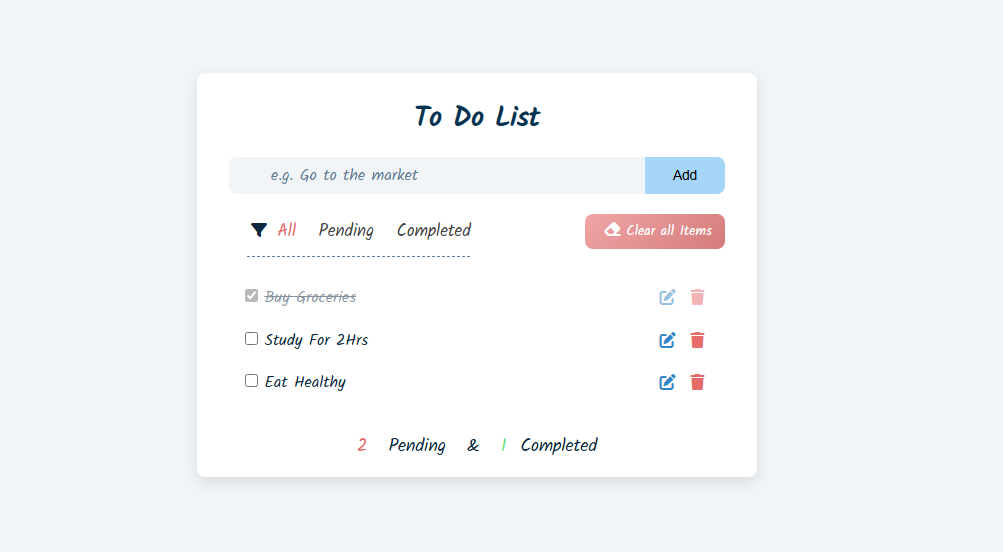 To Do List
e.g. Go to the market
Add
All Pending Completed
Clear all Items
Buy Groceries
Study For 2Hrs
Eat Healthy
2 Pending & 1 Completed